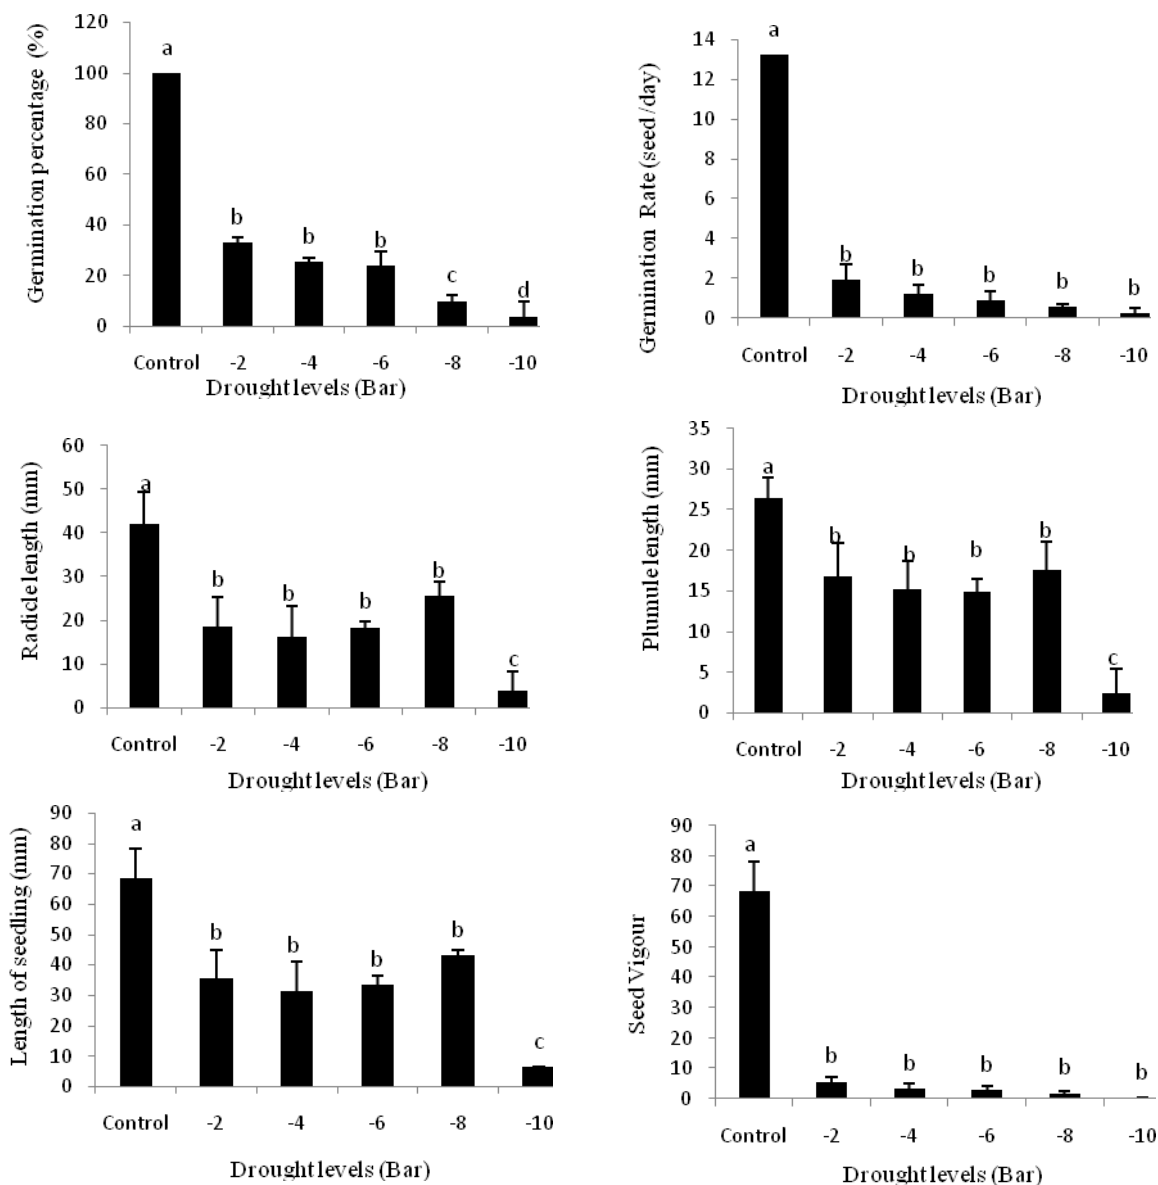 Germination percentage (%)
120
100
80
60
40
20
0
a
b
b
b
c
d
Control -2 -4 -6 -8 -10
Drought levels (Bar)
Germination Rate (seed/day)
14
12
10
8
6
4
2
0
a
b
b
b
b
b
Control -2 -4 -6 -8 -10
Drought levels (Bar)
Radicle length (mm)
60
50
40
30
20
10
0
a
b
b
b
b
c
Control -2 -4 -6 -8 -10
Drought levels (Bar)
Plumule length (mm)
35
30
25
20
15
10
5
0
a
b
b
b
b
c
Control -2 -4 -6 -8 -10
Drought levels (Bar)
Length of seedling (mm)
90
80
70
60
50
40
30
20
10
0
a
b
b
b
b
c
Control -2 -4 -6 -8 -10
Drought levels (Bar)
Seed Vigour
90
80
70
60
50
40
30
20
10
0
a
b
b
b
b
b
Control -2 -4 -6 -8 -10
Drought levels (Bar)